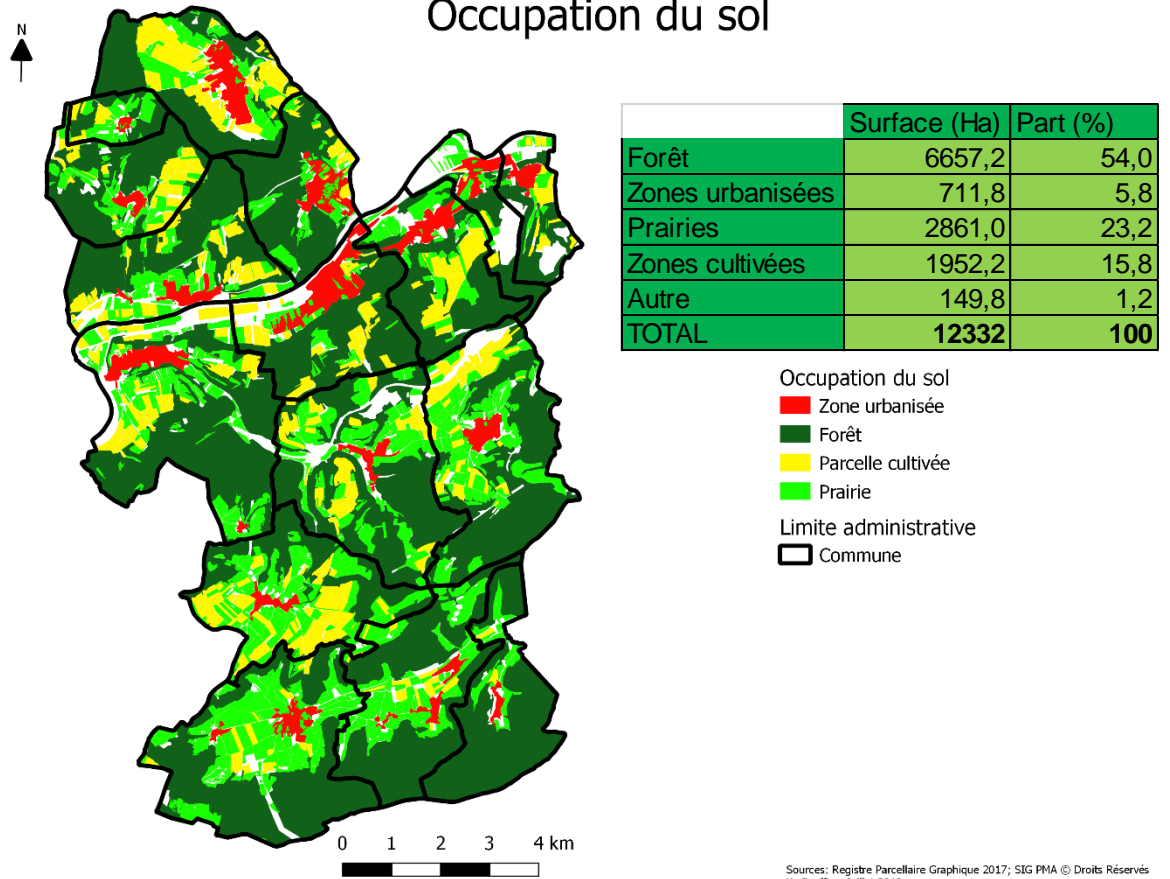 Occupation du sol
N
Surface (Ha) Part (%)
Forêt 6657,2 54,0
Zones urbanisées 711,8 5,8
Prairies 2861,0 23,2
Zones cultivées 1952,2 15,8
Autre 149,8 1,2
TOTAL 12332 100
Occupation du sol
Zone urbanisée
Forêt
Parcelle cultivée
Prairie
Limite administrative
Commune
0 1 2 3 4 km
Sources: Registre Parcellaire Graphique 2017; SIG PMA © Droits Réservés